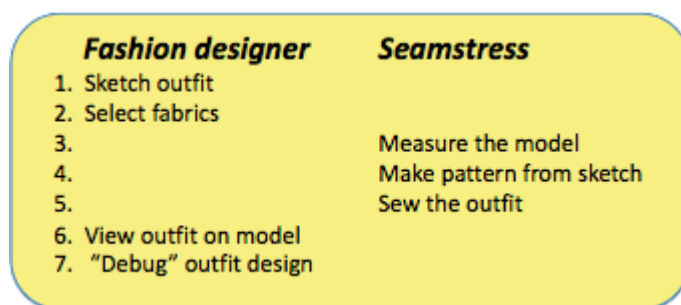 Fashion designer Seamstress
1. Sketch outfit
2. Select fabrics
3. Measure the model
4. Make pattern from sketch
5. Sew the outfit
6. View outfit on model
7. “Debug” outfit design